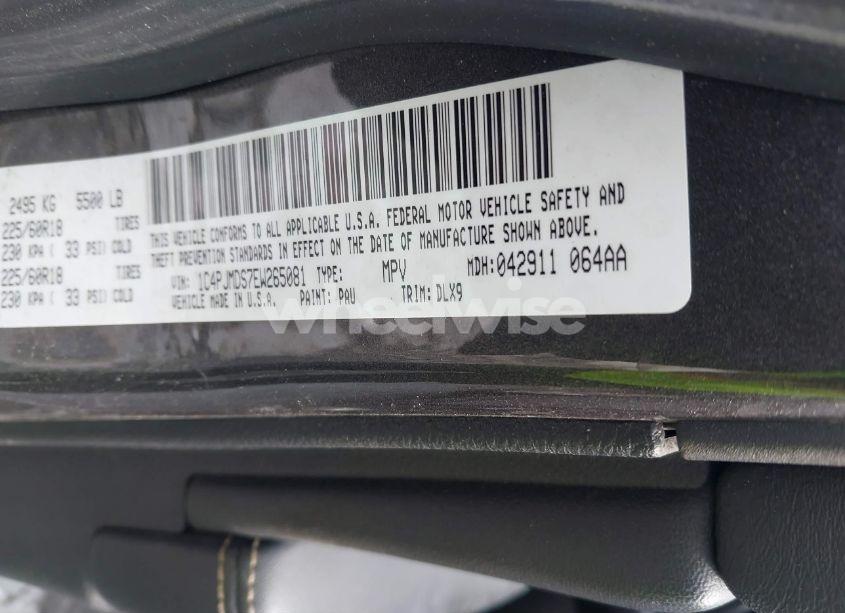 2495 KG 5500 LB
225/60R18 TIRES
230 KPA ( 33 PSI) COLD
225/60R18 TIRES
230 KPA ( 33 PSI) COLD
THIS VEHICLE CONFORMS TO ALL APPLICABLE U.S.A. FEDERAL MOTOR VEHICLE SAFETY AND
THEFT PREVENTION STANDARDS IN EFFECT ON THE DATE OF MANUFACTURE SHOWN ABOVE.
VIN: 1C4PJMDS7EW265081 TYPE: MPV MDH:042911 064AA
VEHICLE MADE IN U.S.A. PAINT: PAU TRIM: DLX9
wheelwise